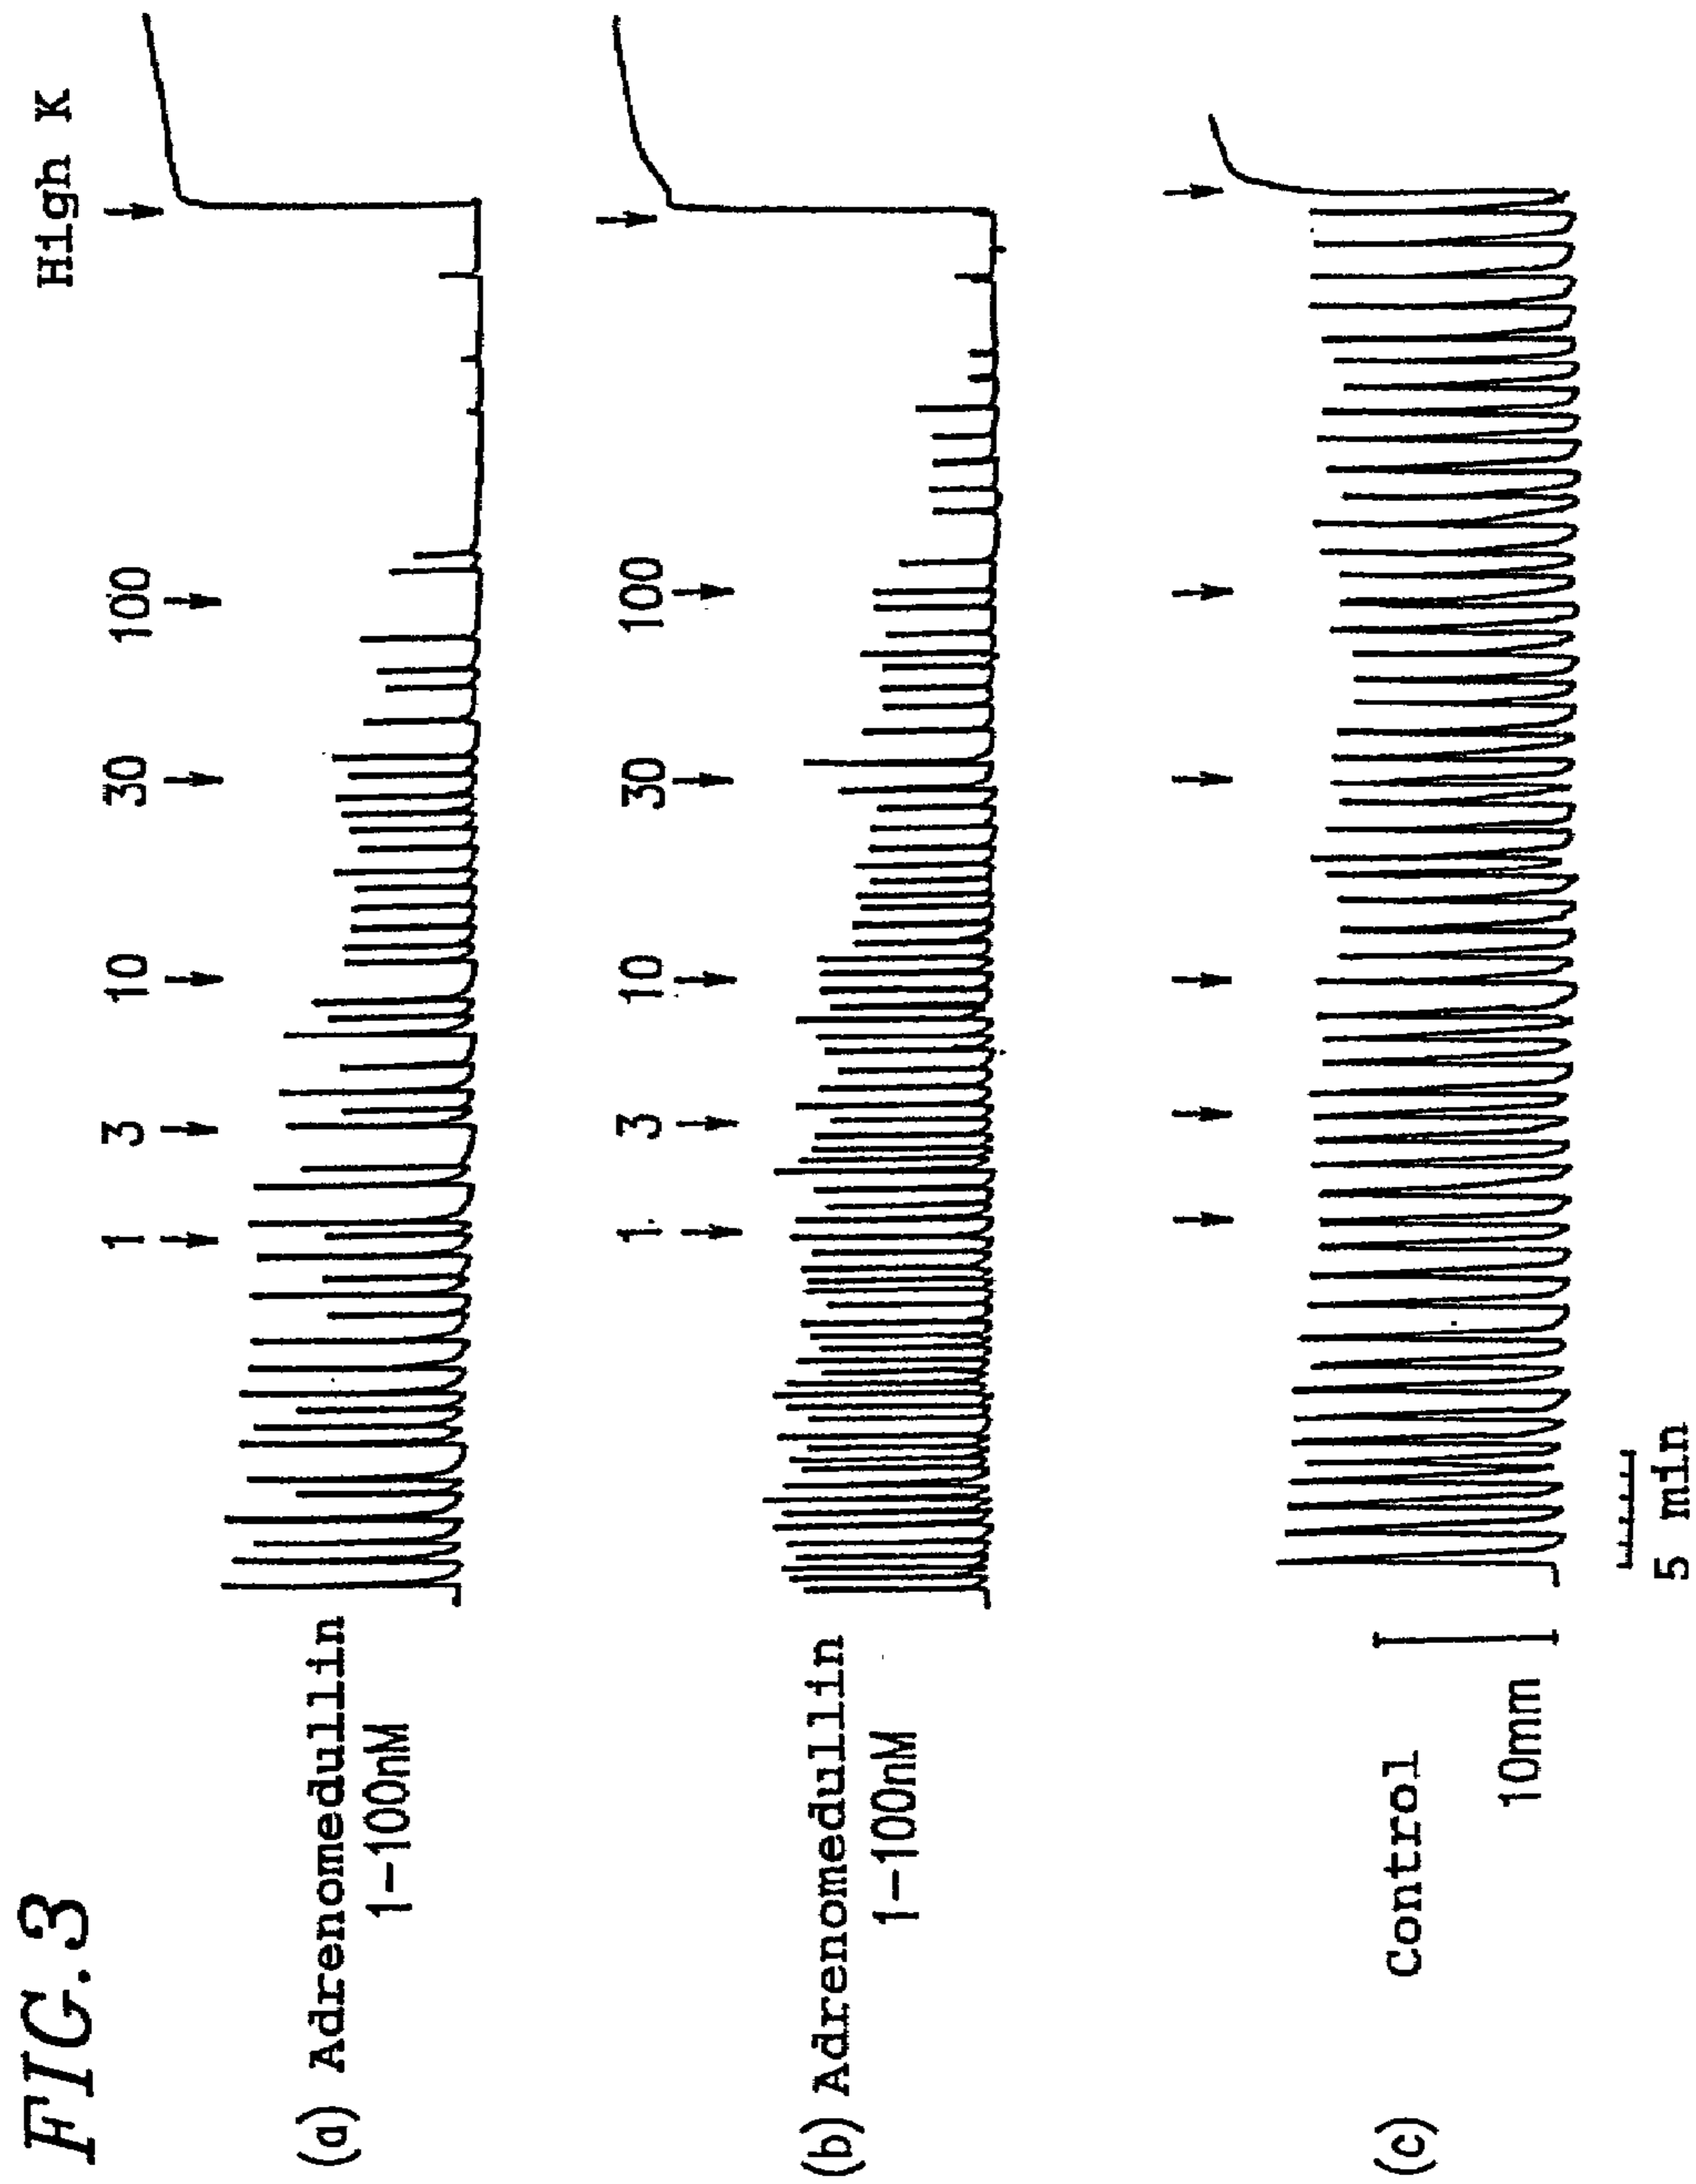 FIG.3
High K
(a) Adrenomedullin
1-100nM
1 3 10 30 100
(b) Adrenomedullin
1-100nM
1 3 10 30 100
(c) Control
10mm
5 min